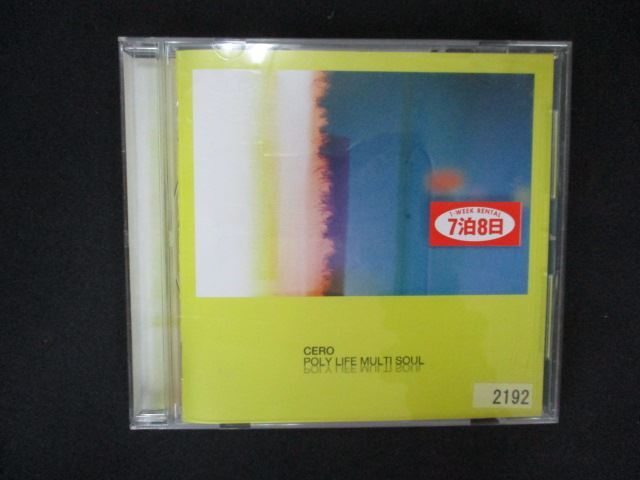 1-WEEK RENTAL
7泊8日
CERO
POLY LIFE MULTI SOUL
2192